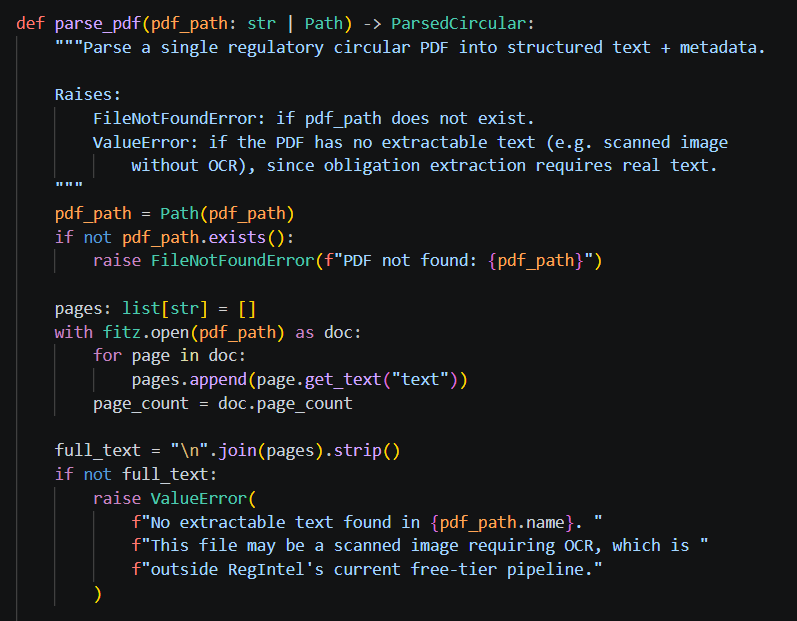 def parse_pdf(pdf_path: str | Path) -> ParsedCircular:
    """Parse a single regulatory circular PDF into structured text + metadata.

    Raises:
        FileNotFoundError: if pdf_path does not exist.
        ValueError: if the PDF has no extractable text (e.g. scanned image
            without OCR), since obligation extraction requires real text.
    """
    pdf_path = Path(pdf_path)
    if not pdf_path.exists():
        raise FileNotFoundError(f"PDF not found: {pdf_path}")

    pages: list[str] = []
    with fitz.open(pdf_path) as doc:
        for page in doc:
            pages.append(page.get_text("text"))
        page_count = doc.page_count

    full_text = "\n".join(pages).strip()
    if not full_text:
        raise ValueError(
            f"No extractable text found in {pdf_path.name}. "
            f"This file may be a scanned image requiring OCR, which is "
            f"outside RegIntel's current free-tier pipeline."
        )